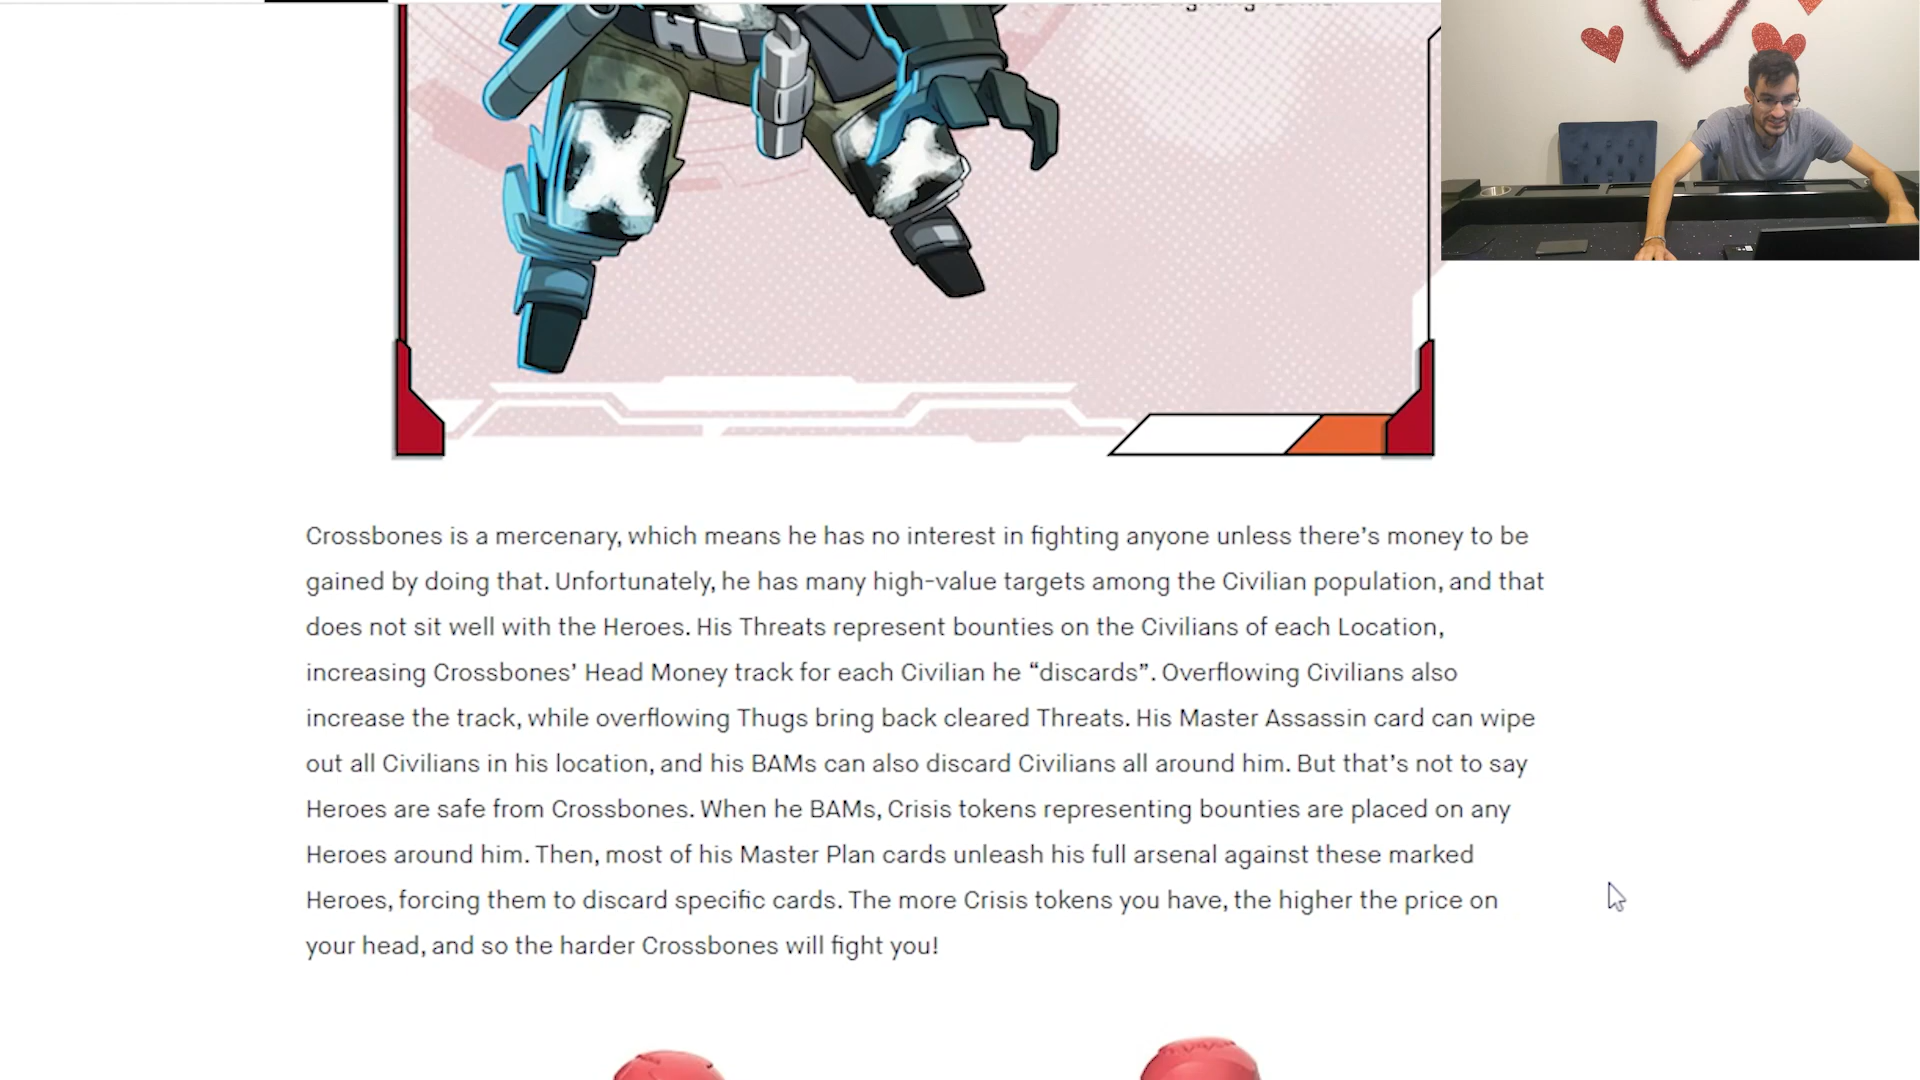 Crossbones is a mercenary, which means he has no interest in fighting anyone unless there’s money to be
gained by doing that. Unfortunately, he has many high-value targets among the Civilian population, and that
does not sit well with the Heroes. His Threats represent bounties on the Civilians of each Location,
increasing Crossbones’ Head Money track for each Civilian he “discards”. Overflowing Civilians also
increase the track, while overflowing Thugs bring back cleared Threats. His Master Assassin card can wipe
out all Civilians in his location, and his BAMs can also discard Civilians all around him. But that’s not to say
Heroes are safe from Crossbones. When he BAMs, Crisis tokens representing bounties are placed on any
Heroes around him. Then, most of his Master Plan cards unleash his full arsenal against these marked
Heroes, forcing them to discard specific cards. The more Crisis tokens you have, the higher the price on
your head, and so the harder Crossbones will fight you!